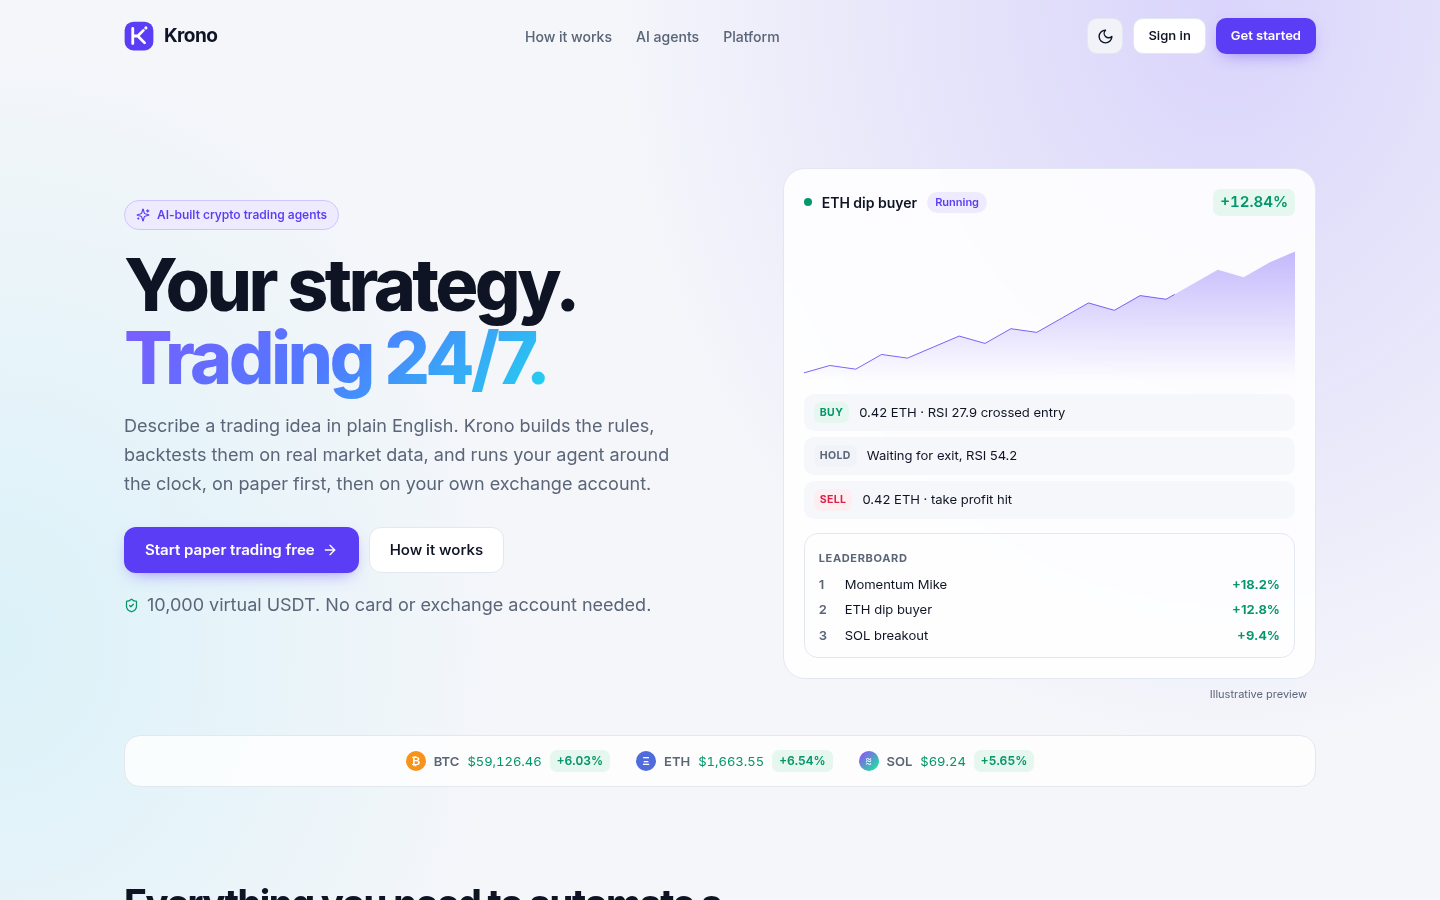 Krono
How it works
AI agents
Platform
Sign in
Get started
AI-built crypto trading agents
Your strategy.
Trading 24/7.
Describe a trading idea in plain English. Krono builds the rules,
backtests them on real market data, and runs your agent around
the clock, on paper first, then on your own exchange account.
Start paper trading free
How it works
10,000 virtual USDT. No card or exchange account needed.
ETH dip buyer
Running
+12.84%
BUY 0.42 ETH · RSI 27.9 crossed entry
HOLD Waiting for exit, RSI 54.2
SELL 0.42 ETH · take profit hit
LEADERBOARD
1 Momentum Mike +18.2%
2 ETH dip buyer +12.8%
3 SOL breakout +9.4%
Illustrative preview
BTC $59,126.46 +6.03%
ETH $1,663.55 +6.54%
SOL $69.24 +5.65%
Everything you need to automate a